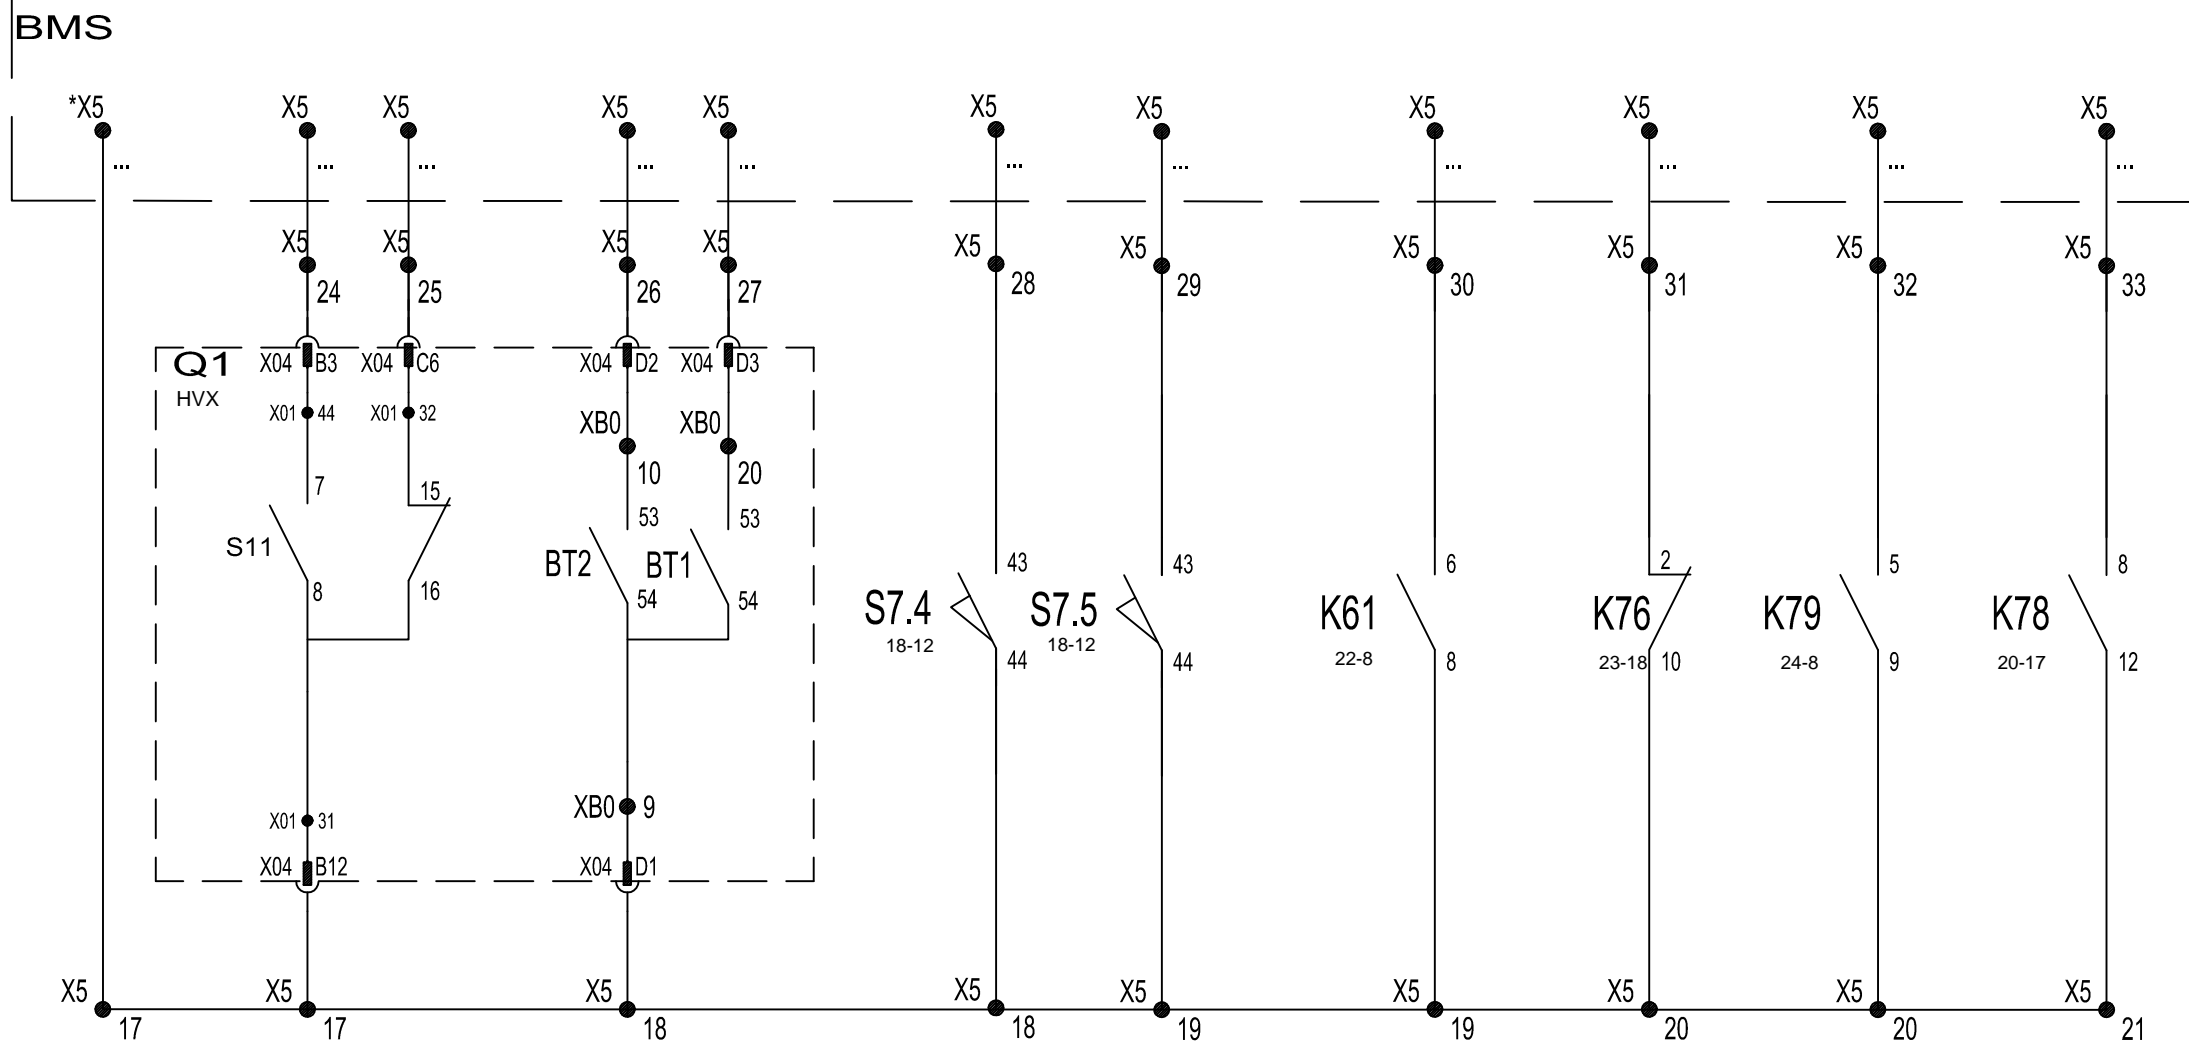 BMS
*X5 X5 X5 X5 X5 X5 X5 X5 X5 X5 X5
... ... ... ... ... ... ... ... ... ... ...
X5 X5 X5 X5 X5 X5 X5 X5 X5 X5
24 25 26 27 28 29 30 31 32 33
Q1 X04 B3 X04 C6 X04 D2 X04 D3
HVX
X01 44 X01 32 XB0 XB0
10 20
7 15 53 53
S11 BT2 BT1
43 43 6 2 5 8
8 16 54 54
S7.4 S7.5 K61 K76 K79 K78
18-12 18-12 22-8 23-18 24-8 20-17
44 44 8 10 9 12
XB0 9
X01 31
X04 B12 X04 D1
X5 X5 X5 X5 X5 X5 X5 X5 X5
17 17 18 18 19 19 20 20 21